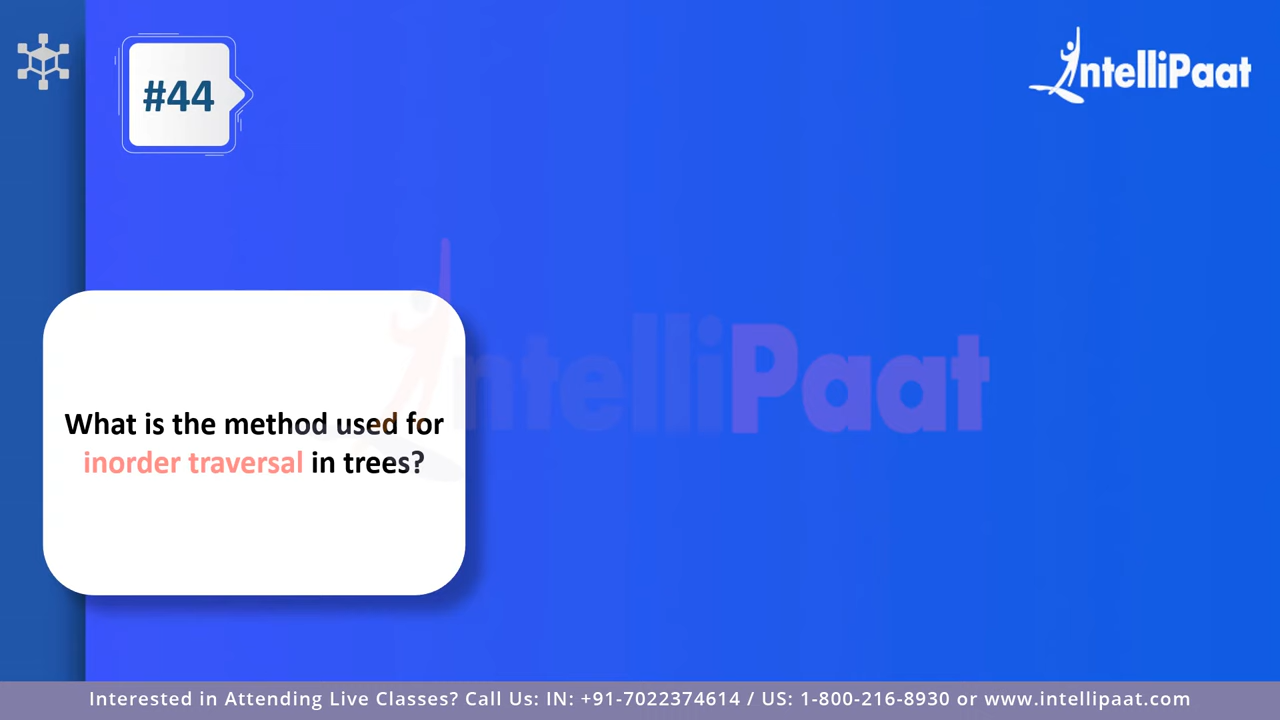 #44
IntelliPaat
What is the method used for
inorder traversal in trees?
IntelliPaat
Interested in Attending Live Classes? Call Us: IN: +91-7022374614 / US: 1-800-216-8930 or www.intellipaat.com